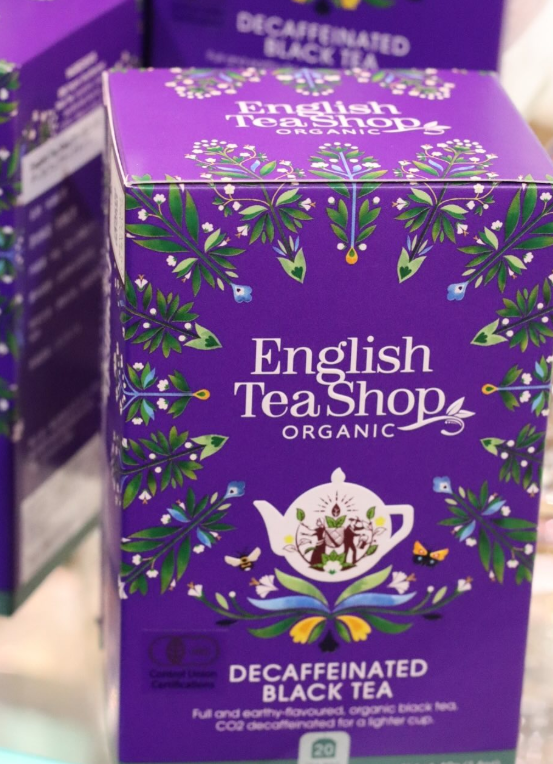 DECAFFEINATED
BLACK TEA
English
Tea Shop
ORGANIC
English
Tea Shop
ORGANIC
Control Union
Certifications
DECAFFEINATED
BLACK TEA
Full and earthy-flavoured, organic black tea.
CO2 decaffeinated for a lighter cup.
20